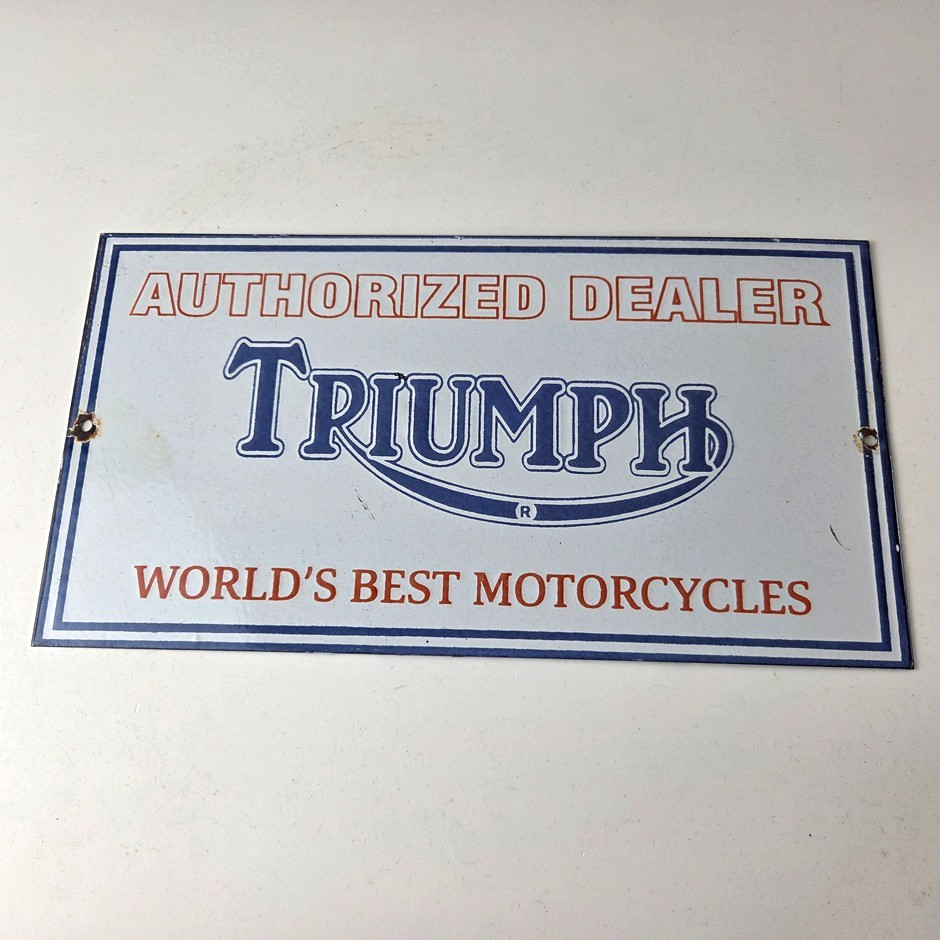 AUTHORIZED DEALER
TRIUMPH
®
WORLD'S BEST MOTORCYCLES